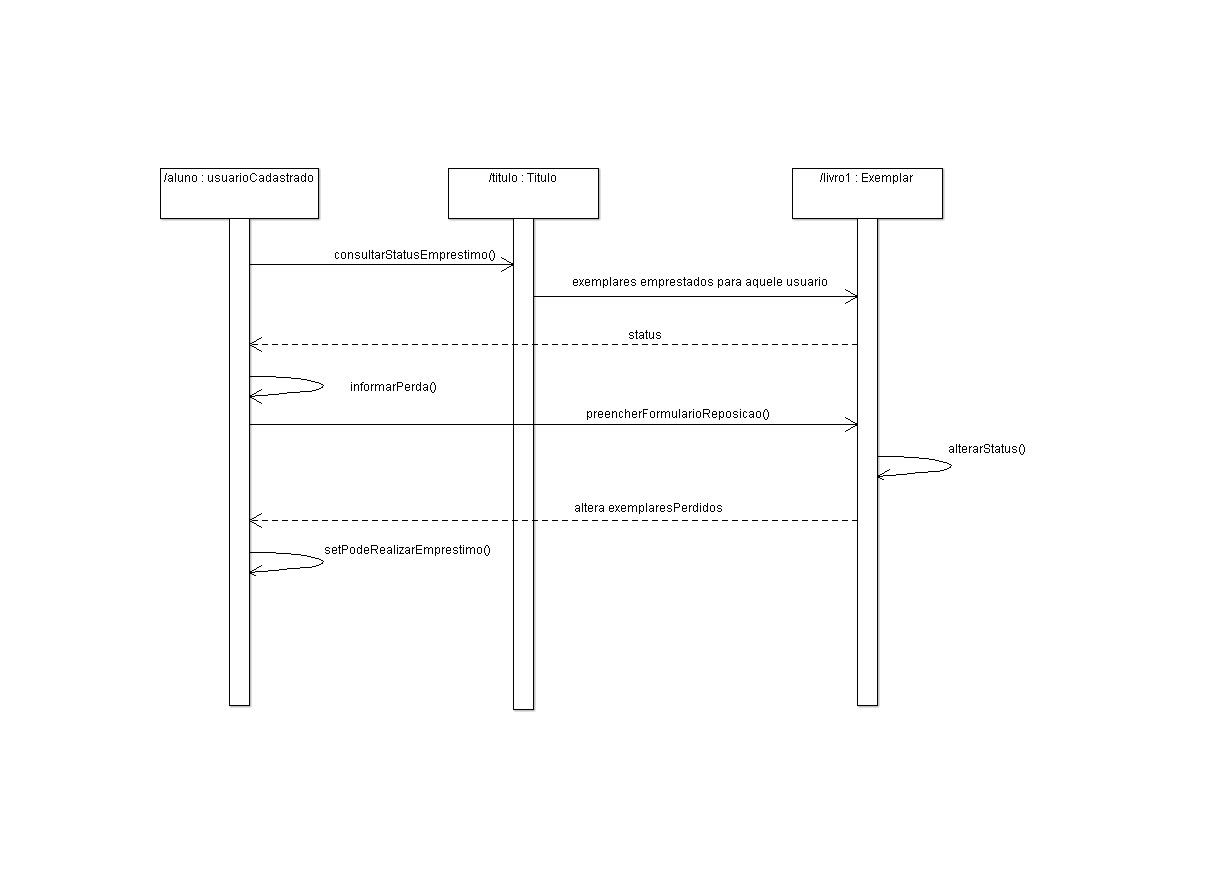 /aluno : usuarioCadastrado
/titulo : Titulo
/livro1 : Exemplar
consultarStatusEmprestimo()
exemplares emprestados para aquele usuario
status
informarPerda()
preencherFormularioReposicao()
alterarStatus()
altera exemplaresPerdidos
setPodeRealizarEmprestimo()